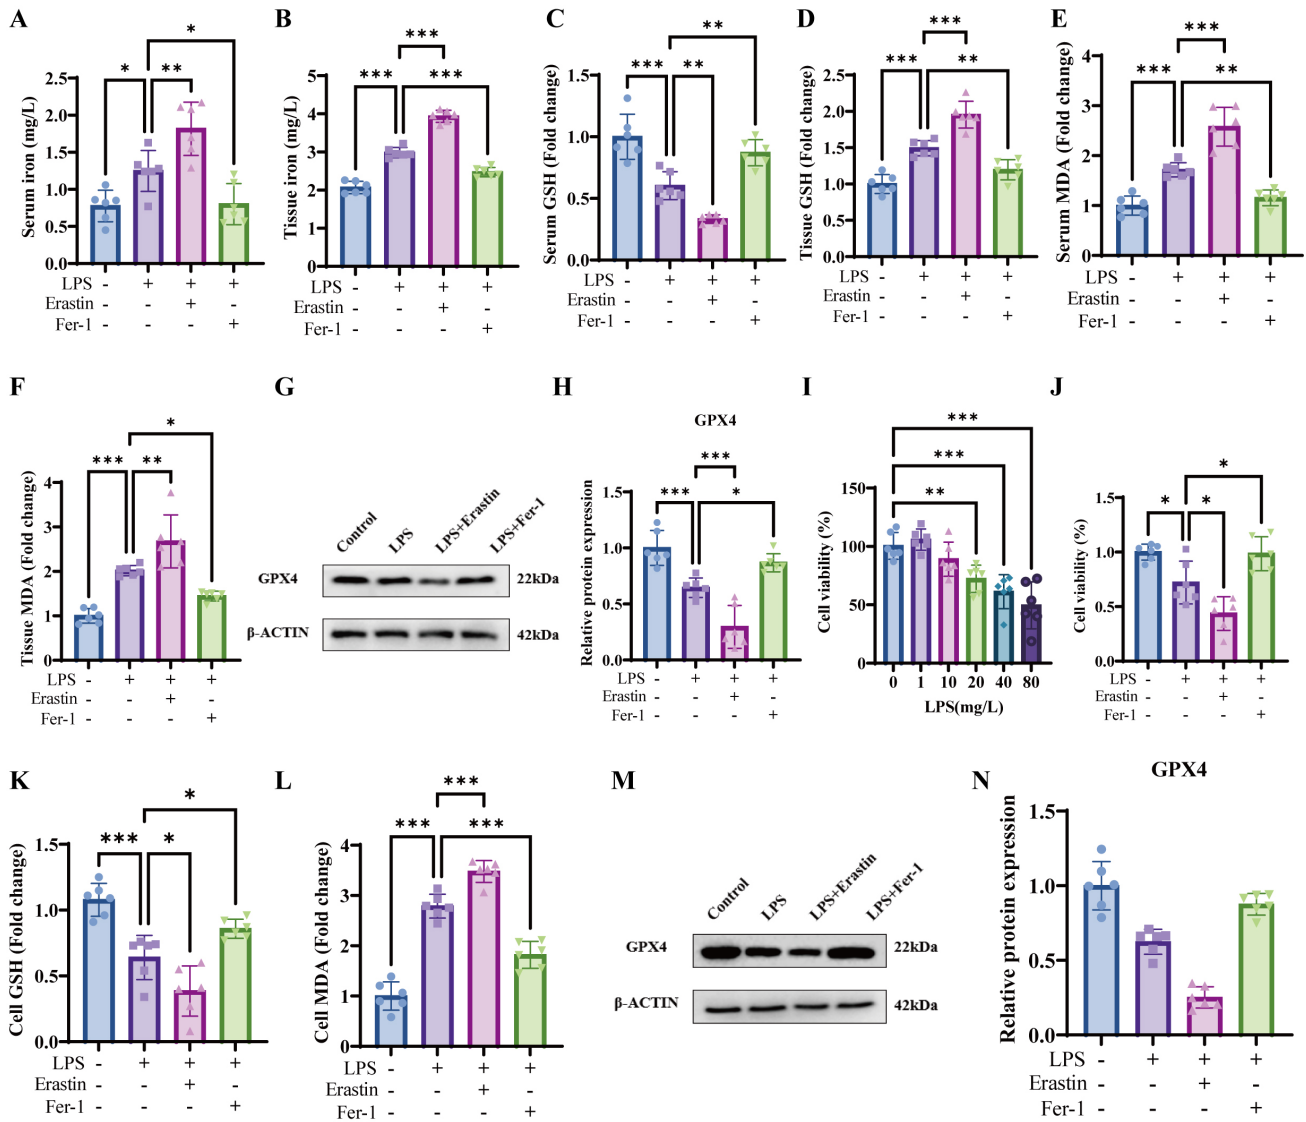 A
*
*
**
Serum iron (mg/L)
2.5
2.0
1.5
1.0
0.5
0.0
LPS - + + +
Erastin - - + -
Fer-1 - - - +
B
***
***
***
Tissue iron (mg/L)
5
4
3
2
1
0
LPS - + + +
Erastin - - + -
Fer-1 - - - +
C
**
***
**
Serum GSH (Fold change)
1.5
1.0
0.5
0.0
LPS - + + +
Erastin - - + -
Fer-1 - - - +
D
***
***
**
Tissue GSH (Fold change)
2.5
2.0
1.5
1.0
0.5
0.0
LPS - + + +
Erastin - - + -
Fer-1 - - - +
E
***
***
**
Serum MDA (Fold change)
4
3
2
1
0
LPS - + + +
Erastin - - + -
Fer-1 - - - +
F
*
***
**
Tissue MDA (Fold change)
4
3
2
1
0
LPS - + + +
Erastin - - + -
Fer-1 - - - +
G
Control
LPS
LPS+Erastin
LPS+Fer-1
GPX4
22kDa
β-ACTIN
42kDa
H
GPX4
***
***
*
Relative protein expression
1.5
1.0
0.5
0.0
LPS - + + +
Erastin - - + -
Fer-1 - - - +
I
***
***
**
Cell viability (%)
150
100
50
0
0 1 10 20 40 80
LPS(mg/L)
J
*
*
*
Cell viability (%)
1.5
1.0
0.5
0.0
LPS - + + +
Erastin - - + -
Fer-1 - - - +
K
*
***
*
Cell GSH (Fold change)
1.5
1.0
0.5
0.0
LPS - + + +
Erastin - - + -
Fer-1 - - - +
L
***
***
***
Cell MDA (Fold change)
4
3
2
1
0
LPS - + + +
Erastin - - + -
Fer-1 - - - +
M
Control
LPS
LPS+Erastin
LPS+Fer-1
GPX4
22kDa
β-ACTIN
42kDa
N
GPX4
Relative protein expression
1.5
1.0
0.5
0.0
LPS - + + +
Erastin - - + -
Fer-1 - - - +